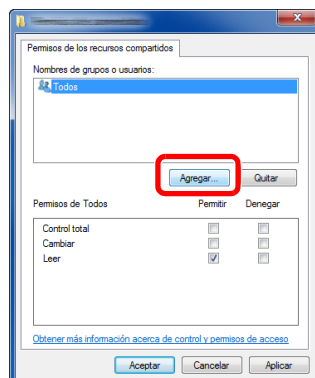 Permisos de los recursos compartidos
Nombres de grupos o usuarios:
Todos
Agregar... Quitar
Permisos de Todos Permitir Denegar
Control total
Cambiar
Leer
Obtener más información acerca de control y permisos de acceso
Aceptar Cancelar Aplicar